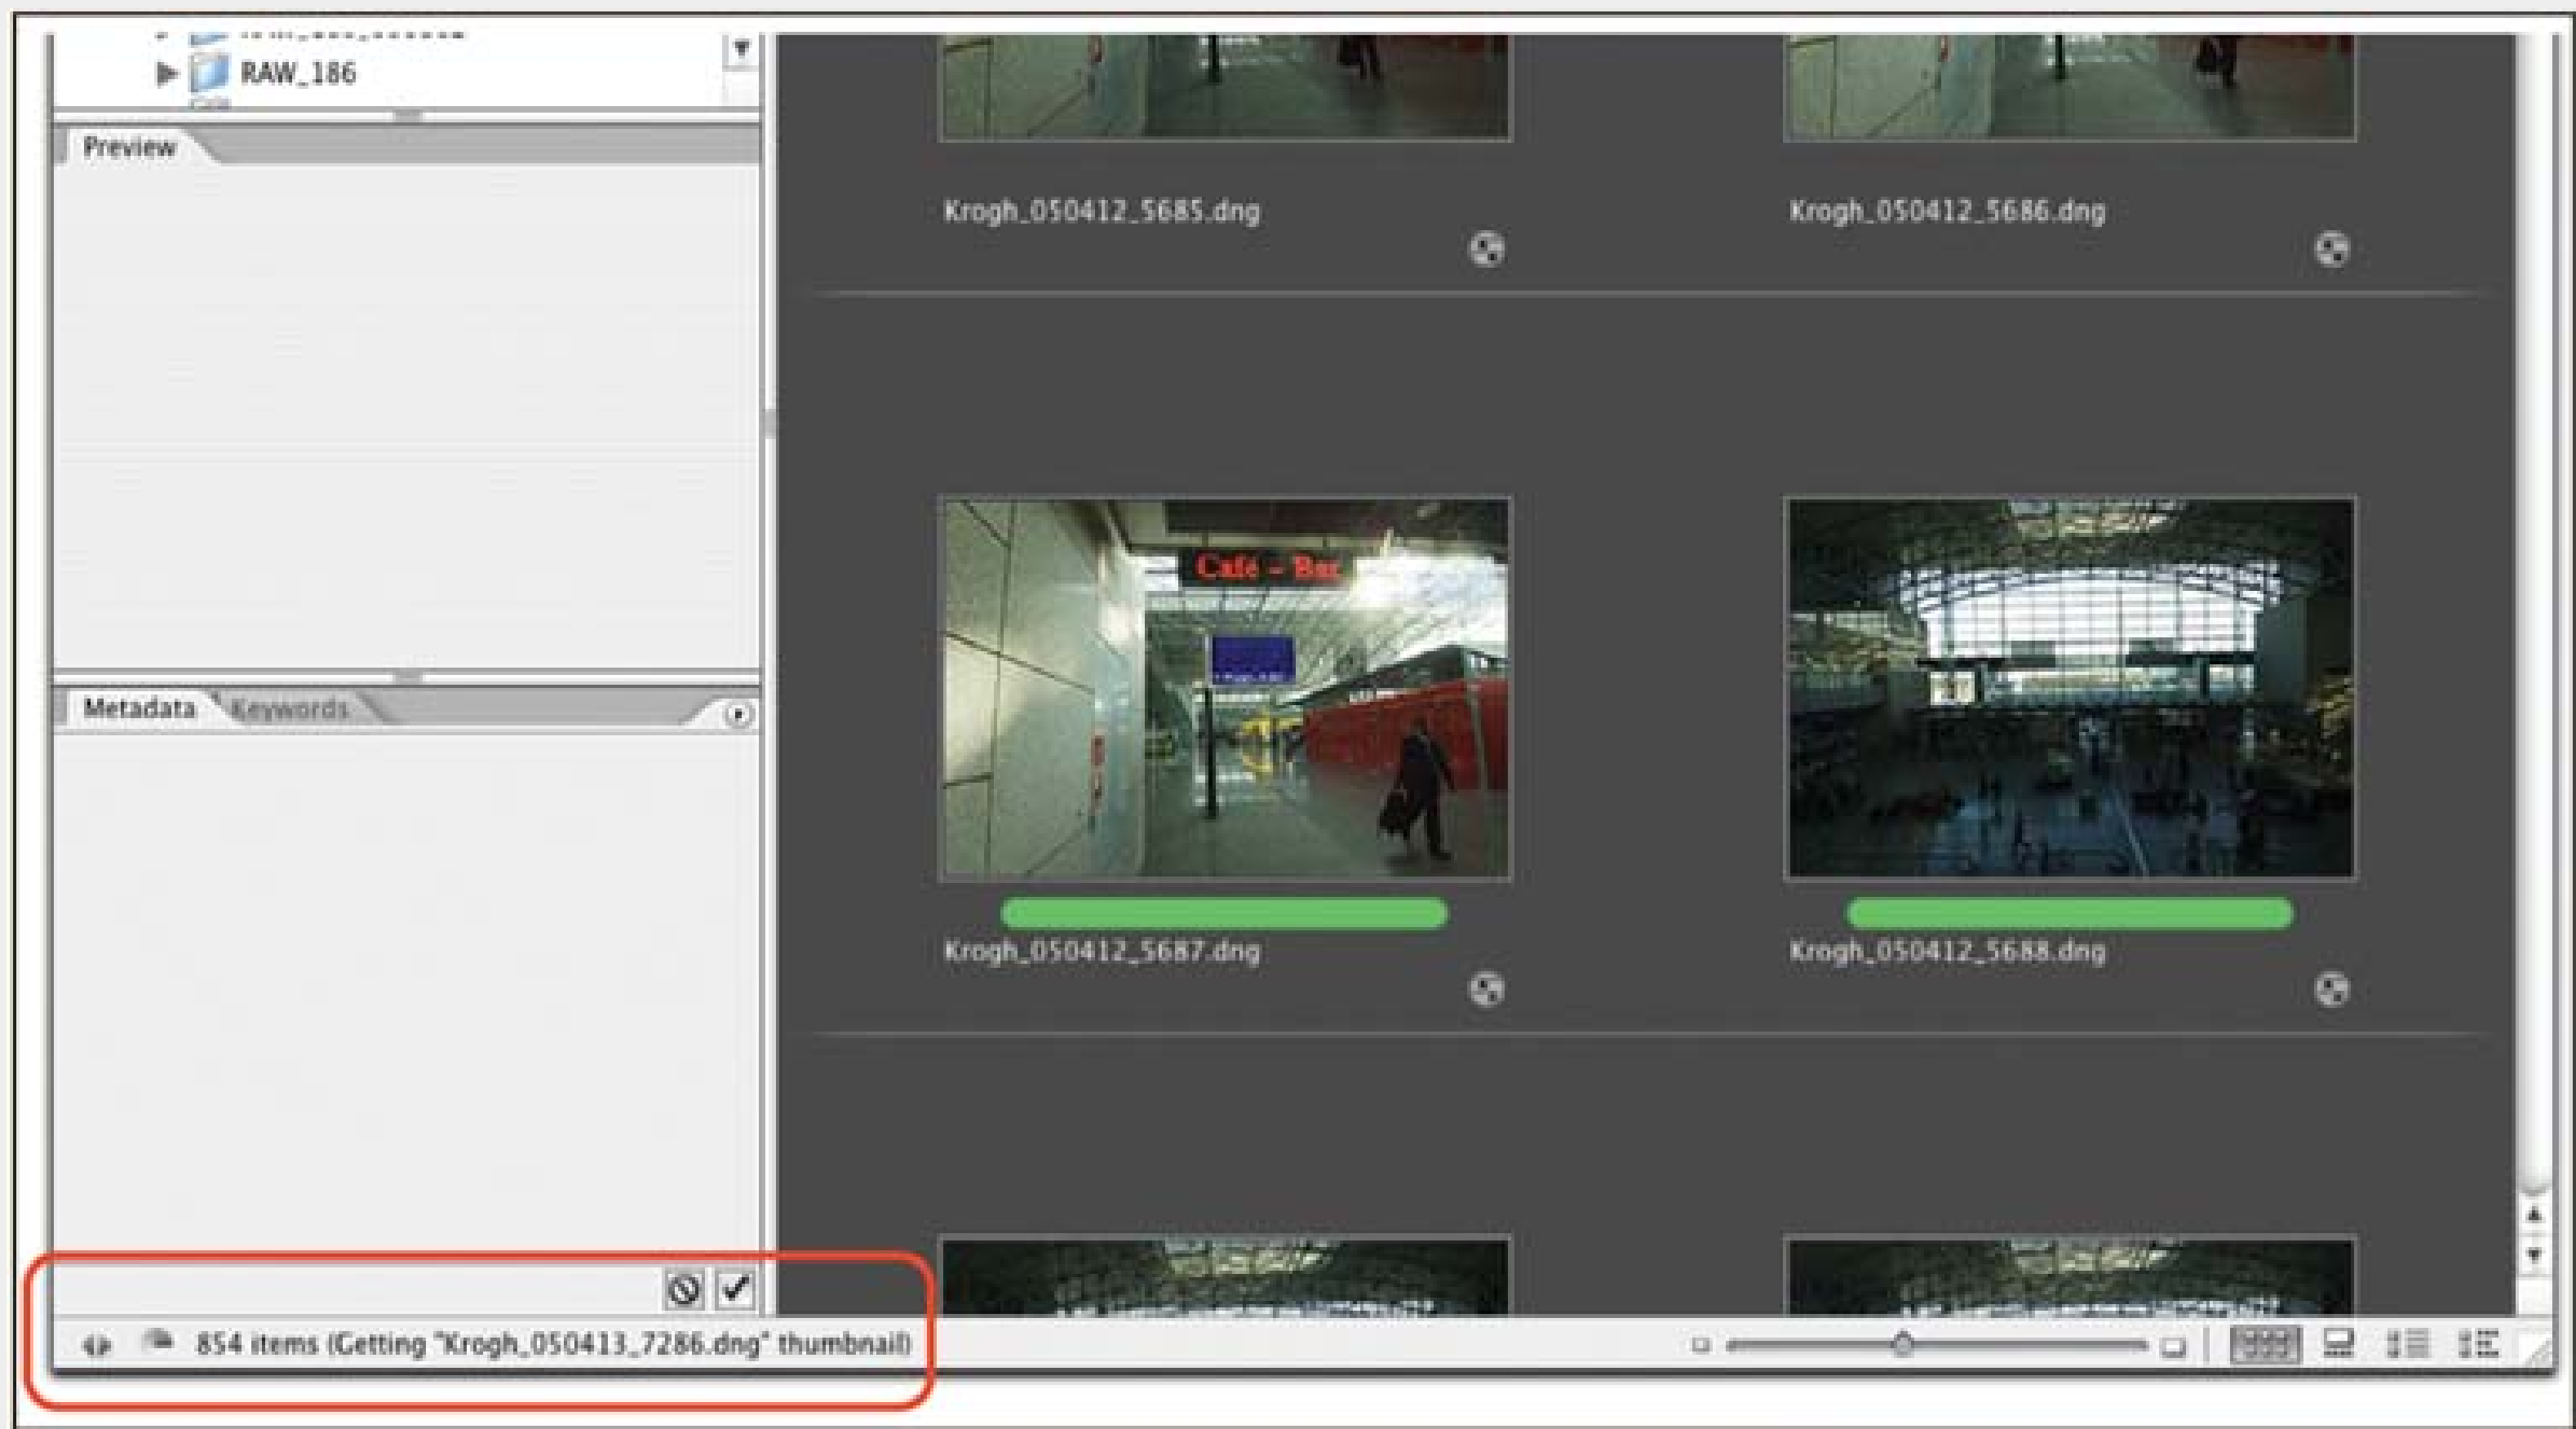 RAW_186
Preview
Krogh_050412_5685.dng
Krogh_050412_5686.dng
Café - Bar
Krogh_050412_5687.dng
Krogh_050412_5688.dng
Metadata
Keywords
854 items (Getting "Krogh_050413_7286.dng" thumbnail)